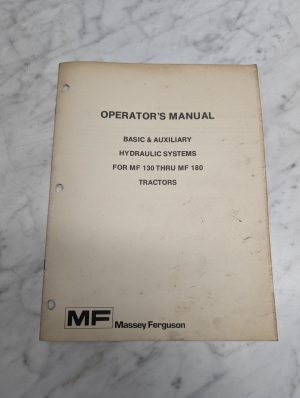 OPERATOR'S MANUAL
BASIC & AUXILIARY
HYDRAULIC SYSTEMS
FOR MF 130 THRU MF 180
TRACTORS
MF Massey Ferguson